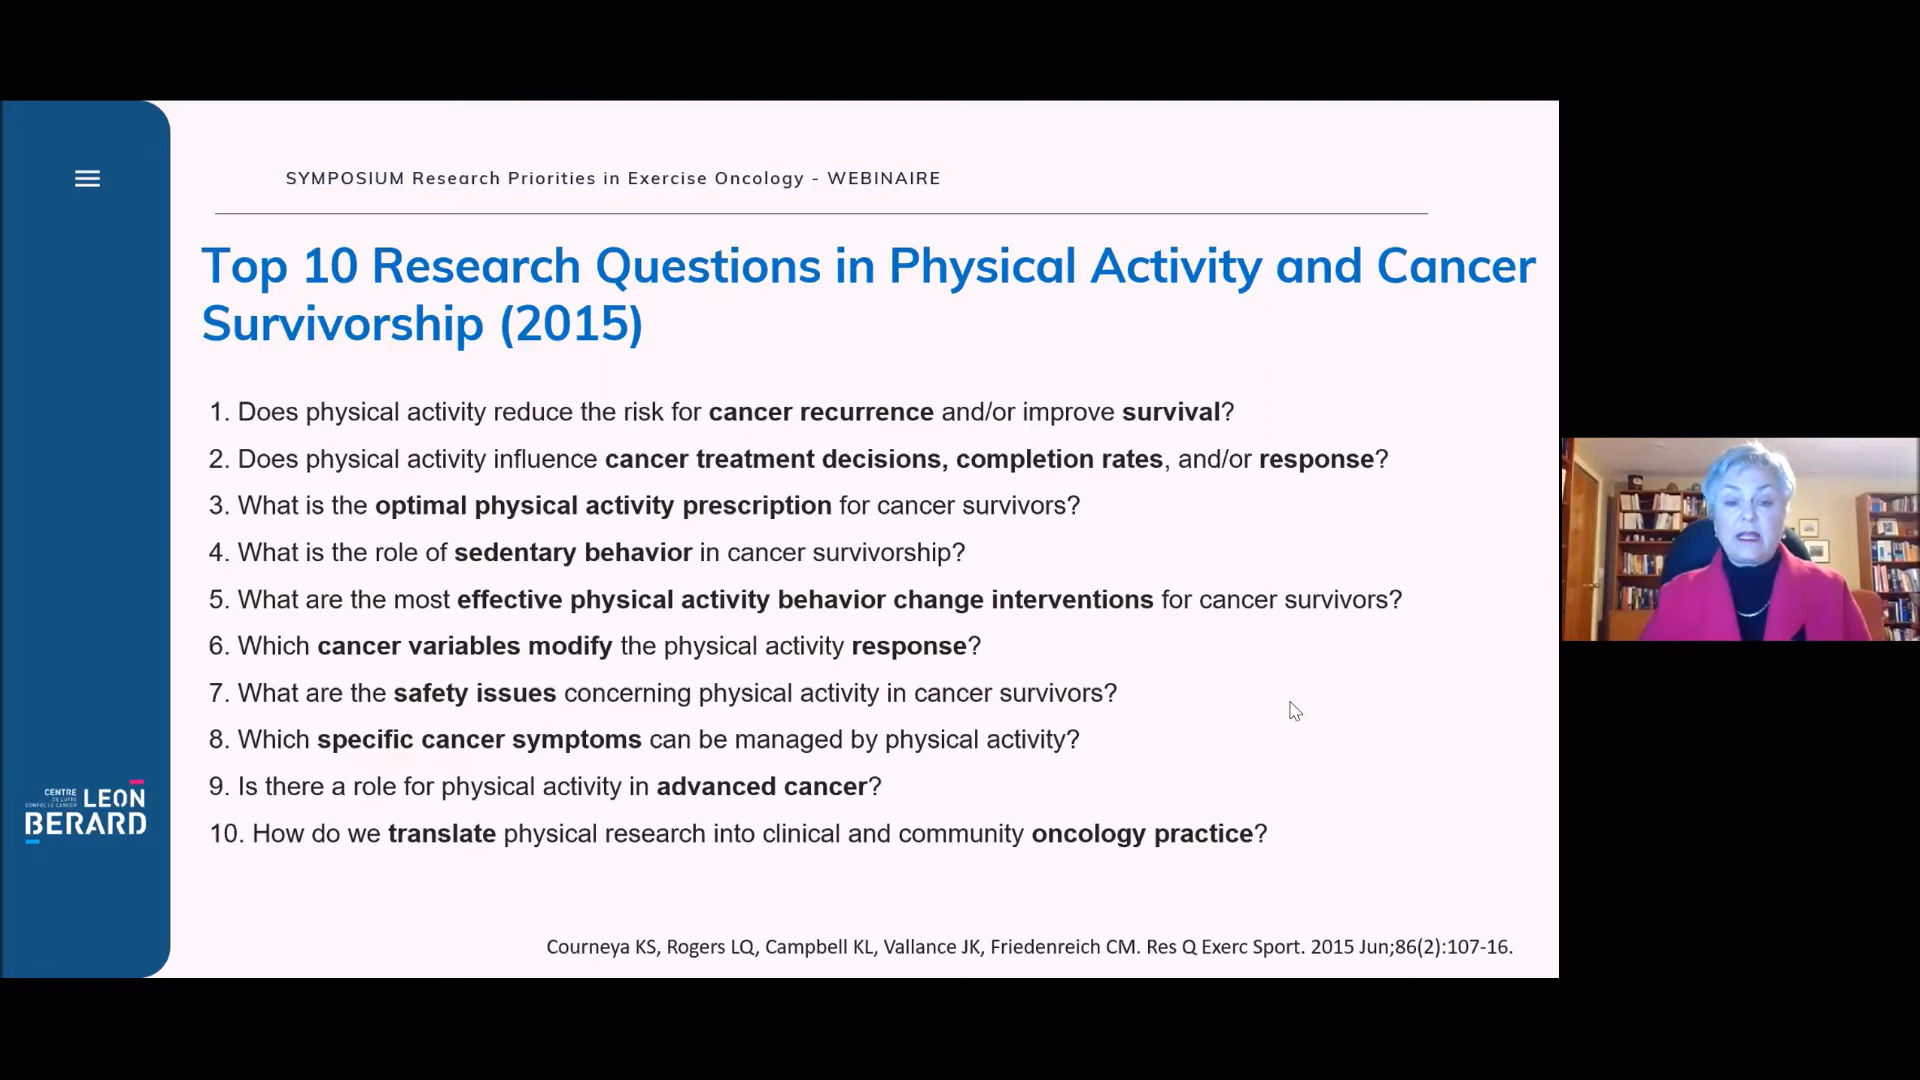 SYMPOSIUM Research Priorities in Exercise Oncology - WEBINAIRE
Top 10 Research Questions in Physical Activity and Cancer
Survivorship (2015)
1. Does physical activity reduce the risk for cancer recurrence and/or improve survival?
2. Does physical activity influence cancer treatment decisions, completion rates, and/or response?
3. What is the optimal physical activity prescription for cancer survivors?
4. What is the role of sedentary behavior in cancer survivorship?
5. What are the most effective physical activity behavior change interventions for cancer survivors?
6. Which cancer variables modify the physical activity response?
7. What are the safety issues concerning physical activity in cancer survivors?
8. Which specific cancer symptoms can be managed by physical activity?
9. Is there a role for physical activity in advanced cancer?
10. How do we translate physical research into clinical and community oncology practice?
CENTRE
DE LUTTE
CONTRE LE CANCER
LEON
BERARD
Courneya KS, Rogers LQ, Campbell KL, Vallance JK, Friedenreich CM. Res Q Exerc Sport. 2015 Jun;86(2):107-16.